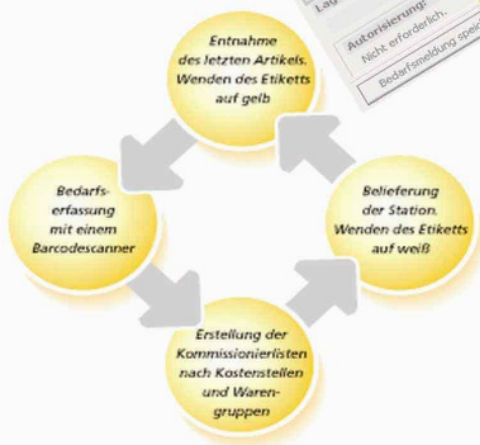 Lag
Autorisierung:
Nicht erforderlich.
Bedarfsmeldung speic
Entnahme
des letzten Artikels.
Wenden des Etiketts
auf gelb
Bedarfs-
erfassung
mit einem
Barcodescanner
Belieferung
der Station.
Wenden des Etiketts
auf weiß
Erstellung der
Kommissionierlisten
nach Kostenstellen
und Waren-
gruppen